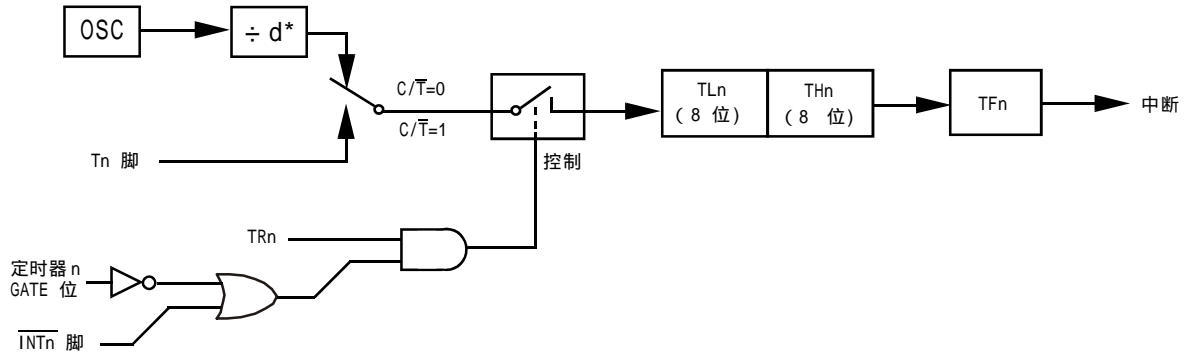 OSC
÷ d*
C/T̅=0
C/T̅=1
TLn
(8 位)
THn
(8 位)
TFn
中断
Tn 脚
控制
TRn
定时器 n
GATE 位
I̅N̅T̅n̅ 脚